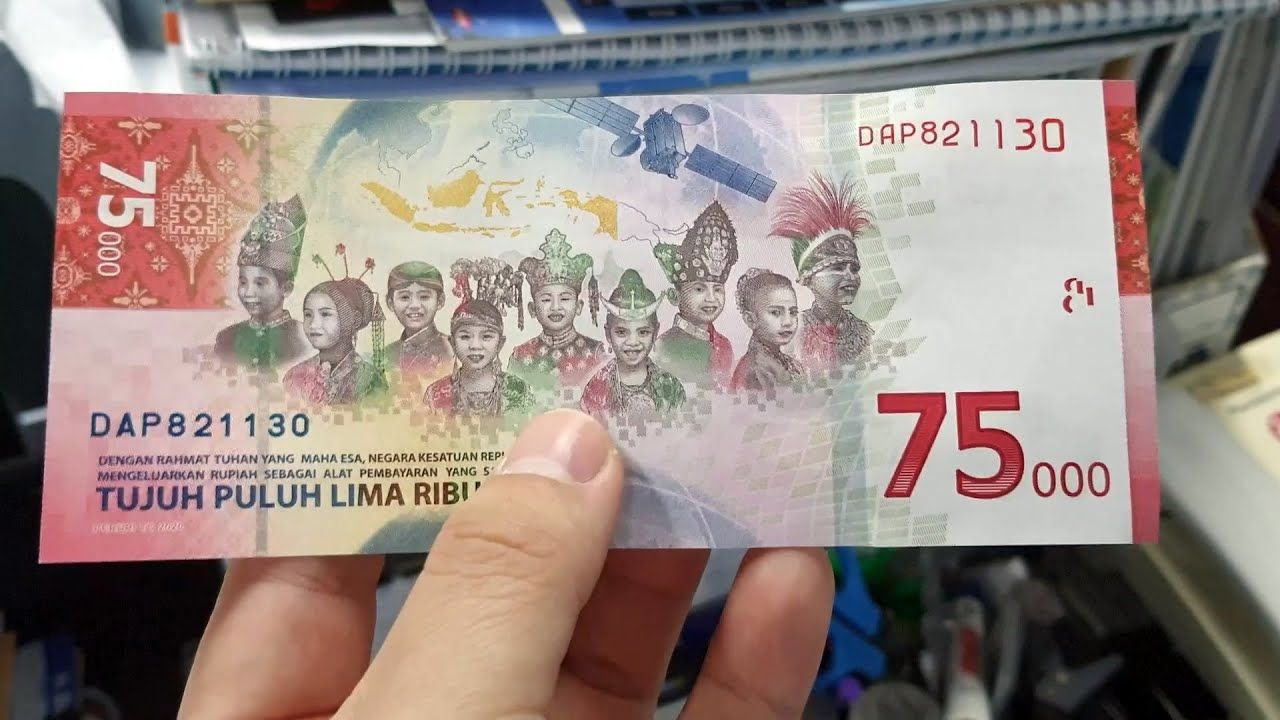 75000
DAP821130
75000
DAP821130
DENGAN RAHMAT TUHAN YANG MAHA ESA, NEGARA KESATUAN REPU
MENGELUARKAN RUPIAH SEBAGAI ALAT PEMBAYARAN YANG S
TUJUH PULUH LIMA RIBU